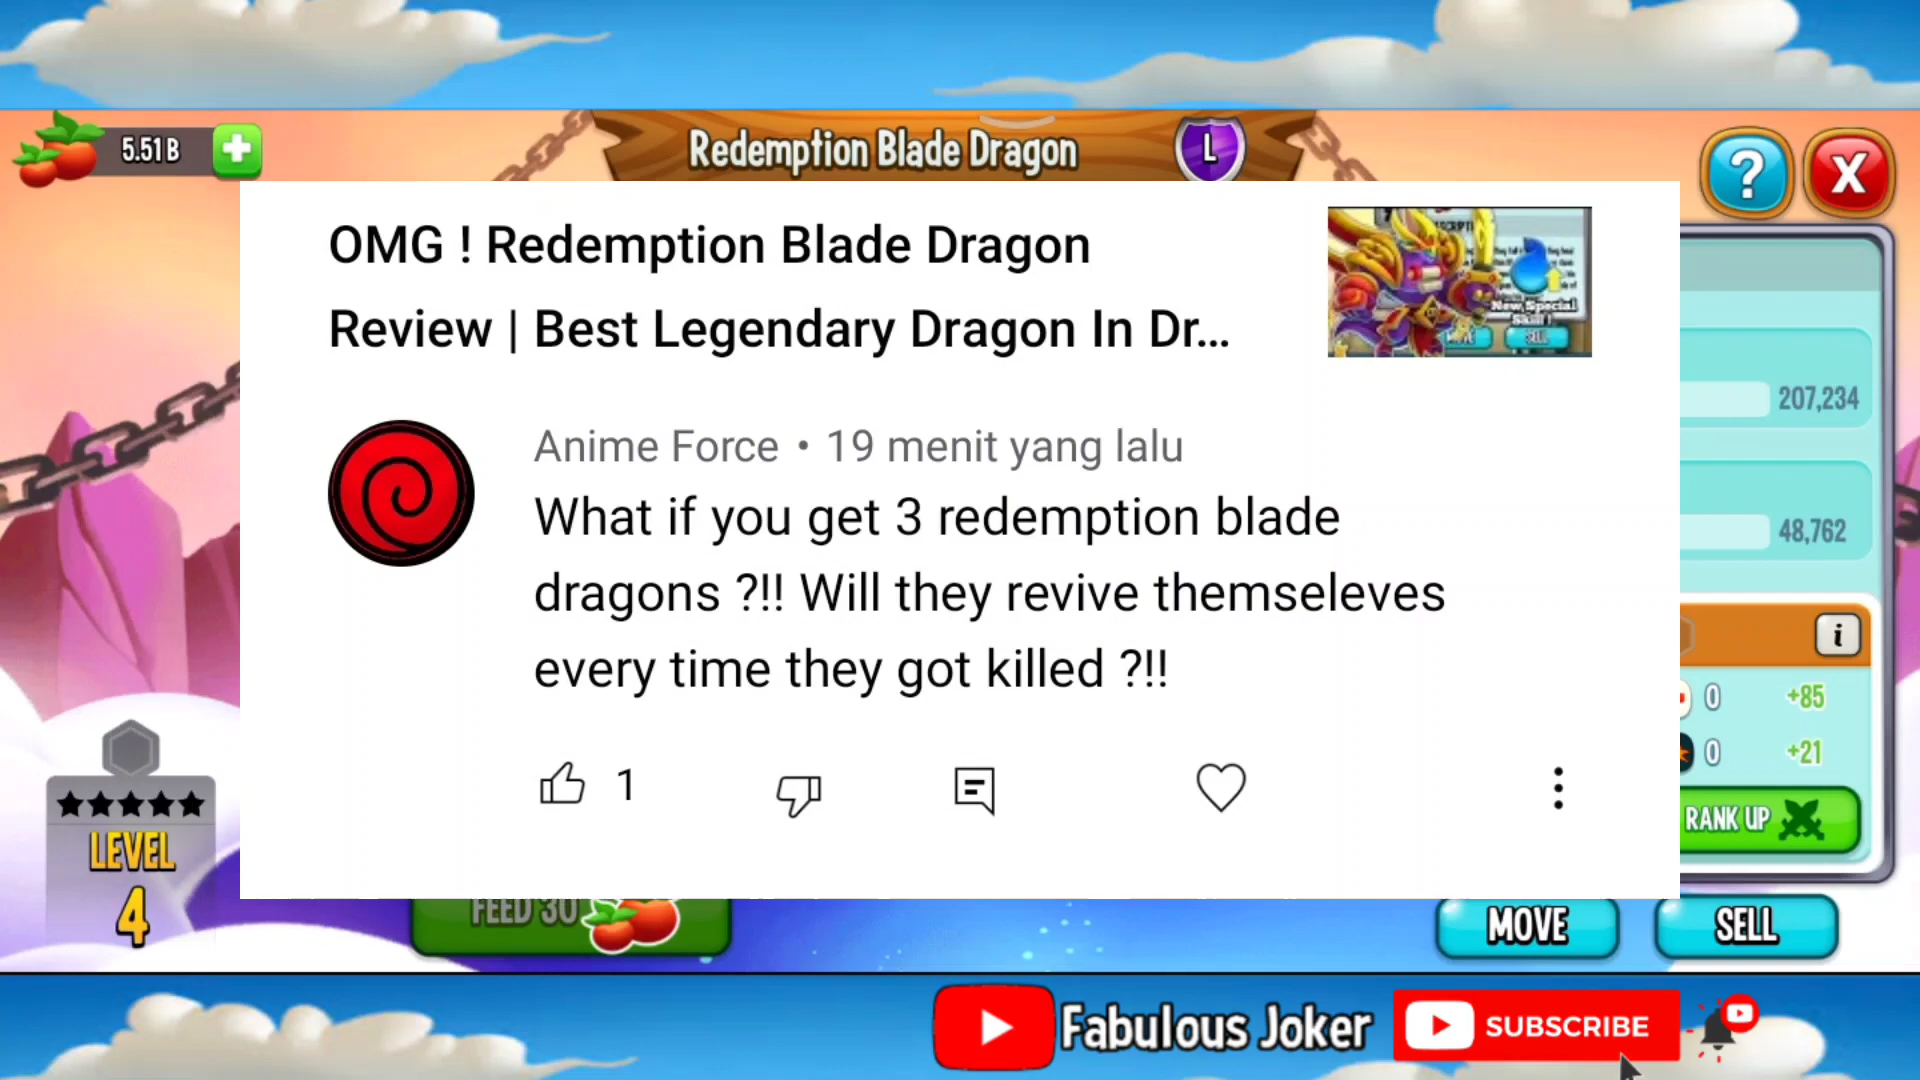 5.51 B
Redemption Blade Dragon
L
?
X
OMG ! Redemption Blade Dragon
Review | Best Legendary Dragon In Dr...
Anime Force • 19 menit yang lalu
What if you get 3 redemption blade
dragons ?!! Will they revive themseleves
every time they got killed ?!!
1
207,234
48,762
i
0 +85
0 +21
RANK UP
LEVEL
4
FEED 30
MOVE
SELL
Fabulous Joker
SUBSCRIBE